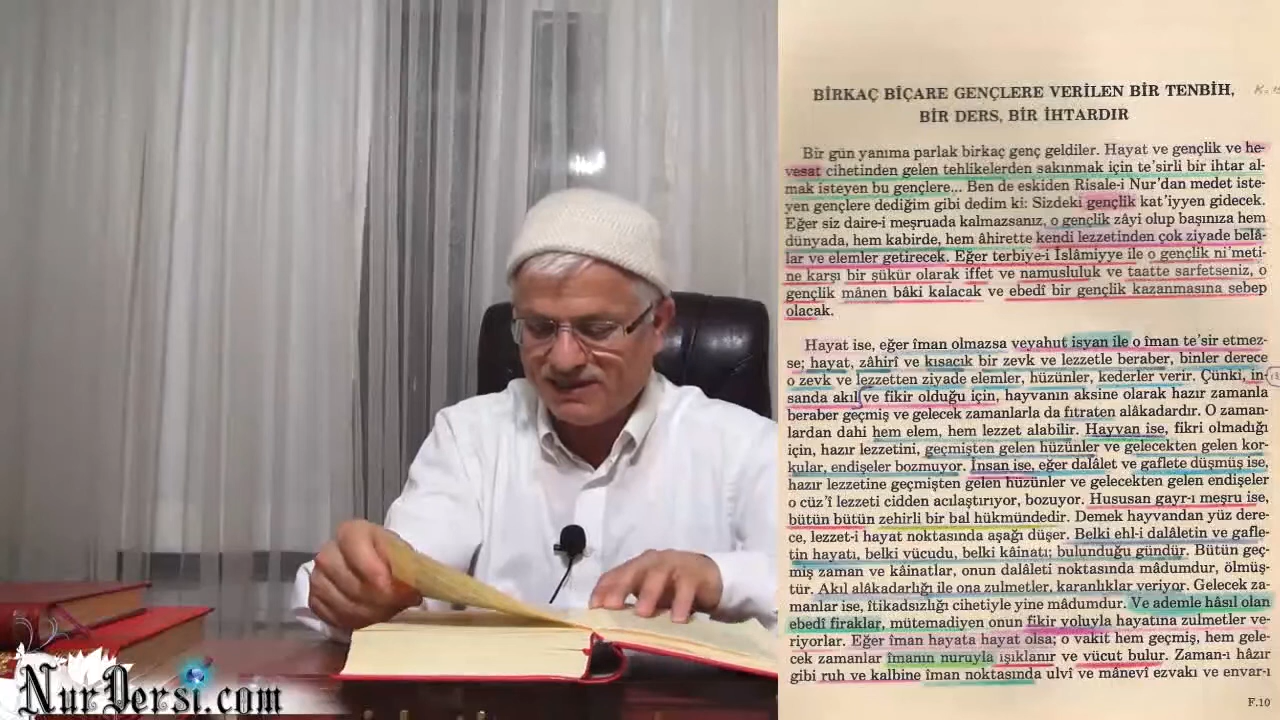 BİRKAÇ BİÇARE GENÇLERE VERİLEN BİR TENBİH,
BİR DERS, BİR İHTARDIR
Bir gün yanıma parlak birkaç genç geldiler. Hayat ve gençlik ve he-
vesat cihetinden gelen tehlikelerden sakınmak için te'sirli bir ihtar al-
mak isteyen bu gençlere... Ben de eskiden Risale-i Nur'dan medet iste-
yen gençlere dediğim gibi dedim ki: Sizdeki gençlik kat'iyyen gidecek.
Eğer siz daire-i meşruada kalmazsanız, o gençlik zâyi olup başınıza hem
dünyada, hem kabirde, hem âhirette kendi lezzetinden çok ziyade belâ-
lar ve elemler getirecek. Eğer terbiye-i İslâmiyye ile o gençlik ni'meti-
ne karşı bir şükür olarak iffet ve namusluluk ve taatte sarfetseniz, o
gençlik mânen bâki kalacak ve ebedî bir gençlik kazanmasına sebep
olacak.
Hayat ise, eğer îman olmazsa veyahut isyan ile o îman te'sir etmez-
se; hayat, zâhirî ve kısacık bir zevk ve lezzetle beraber, binler derece
o zevk ve lezzetten ziyade elemler, hüzünler, kederler verir. Çünki, in-
sanda akıl ve fikir olduğu için, hayvanın aksine olarak hazır zamanla
beraber geçmiş ve gelecek zamanlarla da fıtraten alâkadardır. O zaman-
lardan dahi hem elem, hem lezzet alabilir. Hayvan ise, fikri olmadığı
için, hazır lezzetini, geçmişten gelen hüzünler ve gelecekten gelen kor-
kular, endişeler bozmuyor. İnsan ise, eğer dalâlet ve gaflete düşmüş ise,
hazır lezzetine geçmişten gelen hüzünler ve gelecekten gelen endişeler
o cüz'î lezzeti cidden acılaştırıyor, bozuyor. Hususan gayr-ı meşru ise,
bütün bütün zehirli bir bal hükmündedir. Demek hayvandan yüz dere-
ce, lezzet-i hayat noktasında aşağı düşer. Belki ehl-i dalâletin ve gafle-
tin hayatı, belki vücudu, belki kâinatı; bulunduğu gündür. Bütün geç-
miş zaman ve kâinatlar, onun dalâleti noktasında mâdumdur, ölmüş-
tür. Akıl alâkadarlığı ile ona zulmetler, karanlıklar veriyor. Gelecek za-
manlar ise, îtikadsızlığı cihetiyle yine mâdumdur. Ve ademle hâsıl olan
ebedî firaklar, mütemadiyen onun fikir yoluyla hayatına zulmetler ve-
riyorlar. Eğer îman hayata hayat olsa; o vakit hem geçmiş, hem gele-
cek zamanlar îmanın nuruyla ışıklanır ve vücut bulur. Zaman-ı hâzır
gibi ruh ve kalbine îman noktasında ulvî ve mânevî ezvakı ve envar-ı
F.10
NurDersi.com